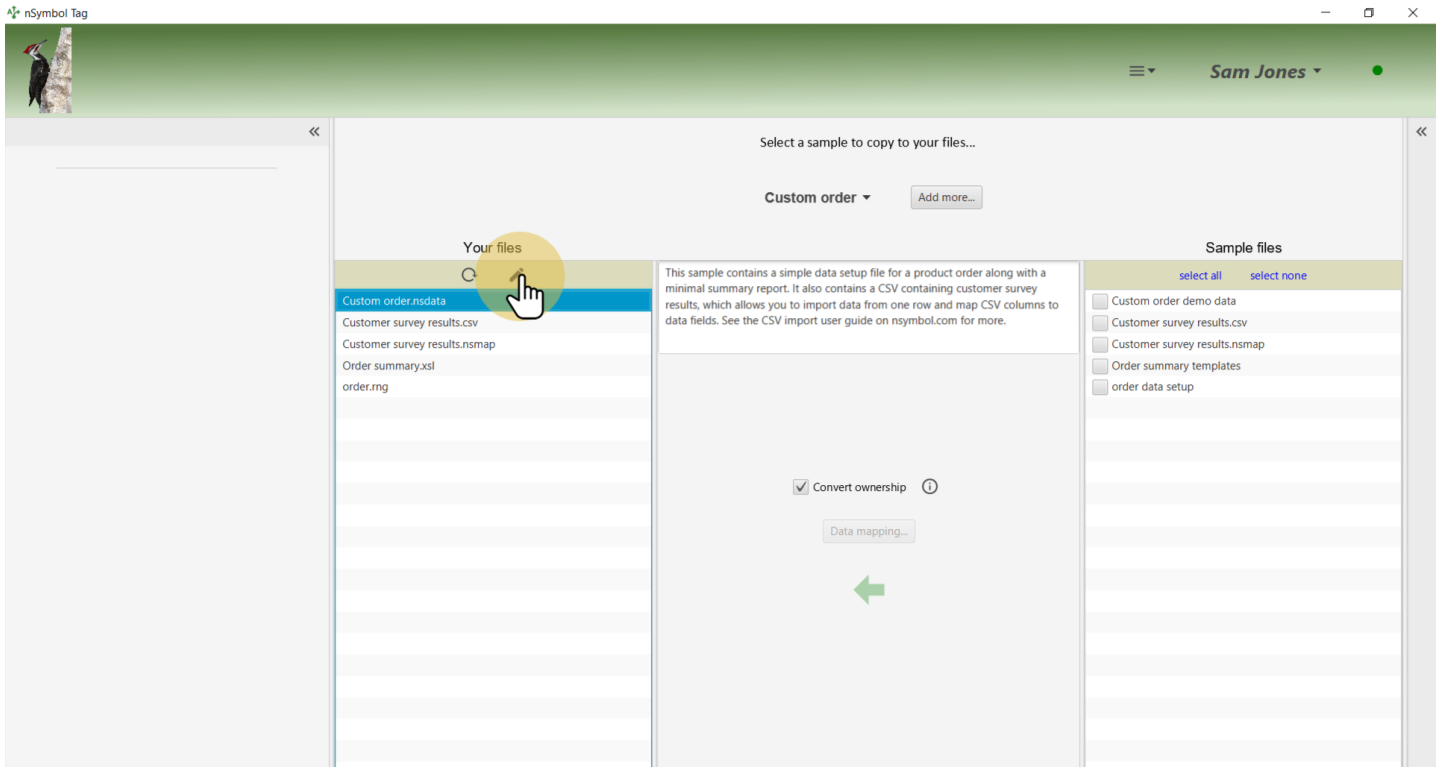 nSymbol Tag
Sam Jones
Select a sample to copy to your files...
Custom order
Add more...
Your files
Sample files
select all select none
Custom order.nsdata
Customer survey results.csv
Customer survey results.nsmap
Order summary.xsl
order.rng
This sample contains a simple data setup file for a product order along with a
minimal summary report. It also contains a CSV containing customer survey
results, which allows you to import data from one row and map CSV columns to
data fields. See the CSV import user guide on nsymbol.com for more.
Convert ownership
Data mapping...
Custom order demo data
Customer survey results.csv
Customer survey results.nsmap
Order summary templates
order data setup